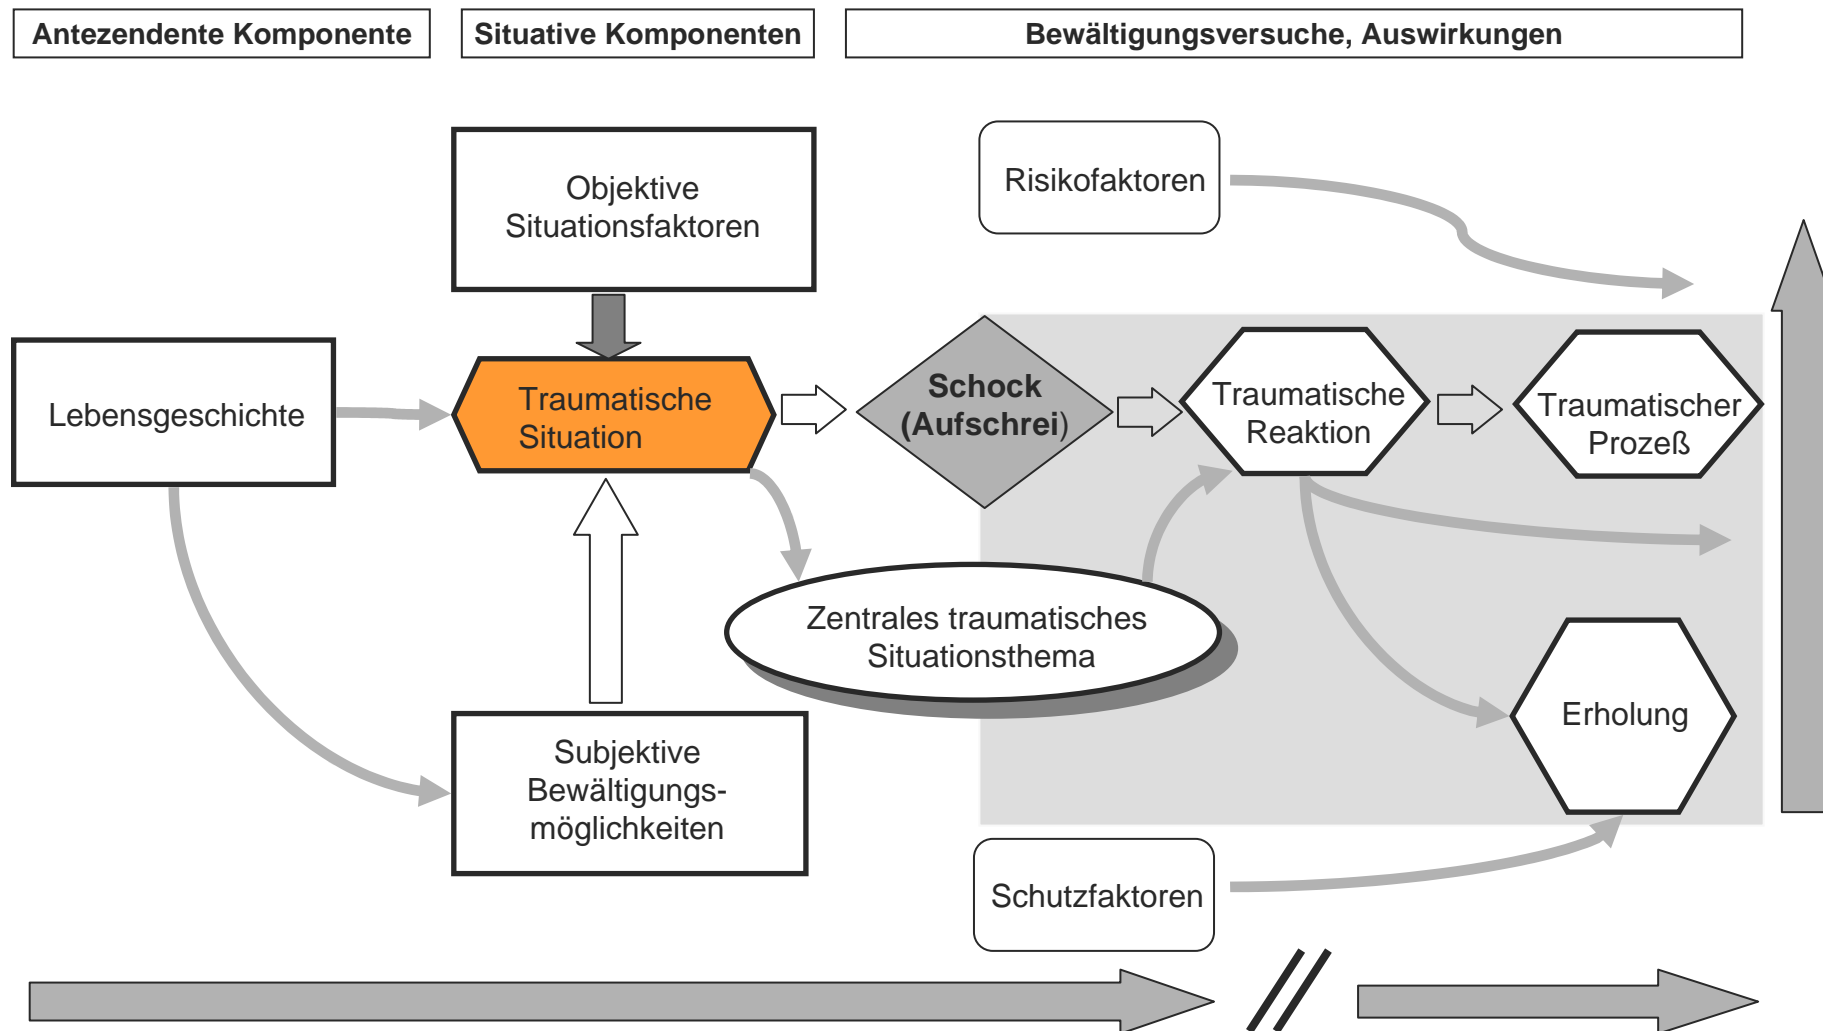 Antezendente Komponente
Situative Komponenten
Bewältigungsversuche, Auswirkungen
Objektive
Situationsfaktoren
Risikofaktoren
Lebensgeschichte
Traumatische
Situation
Schock
(Aufschrei)
Traumatische
Reaktion
Traumatischer
Prozeß
Zentrales traumatisches
Situationsthema
Erholung
Subjektive
Bewältigungs-
möglichkeiten
Schutzfaktoren